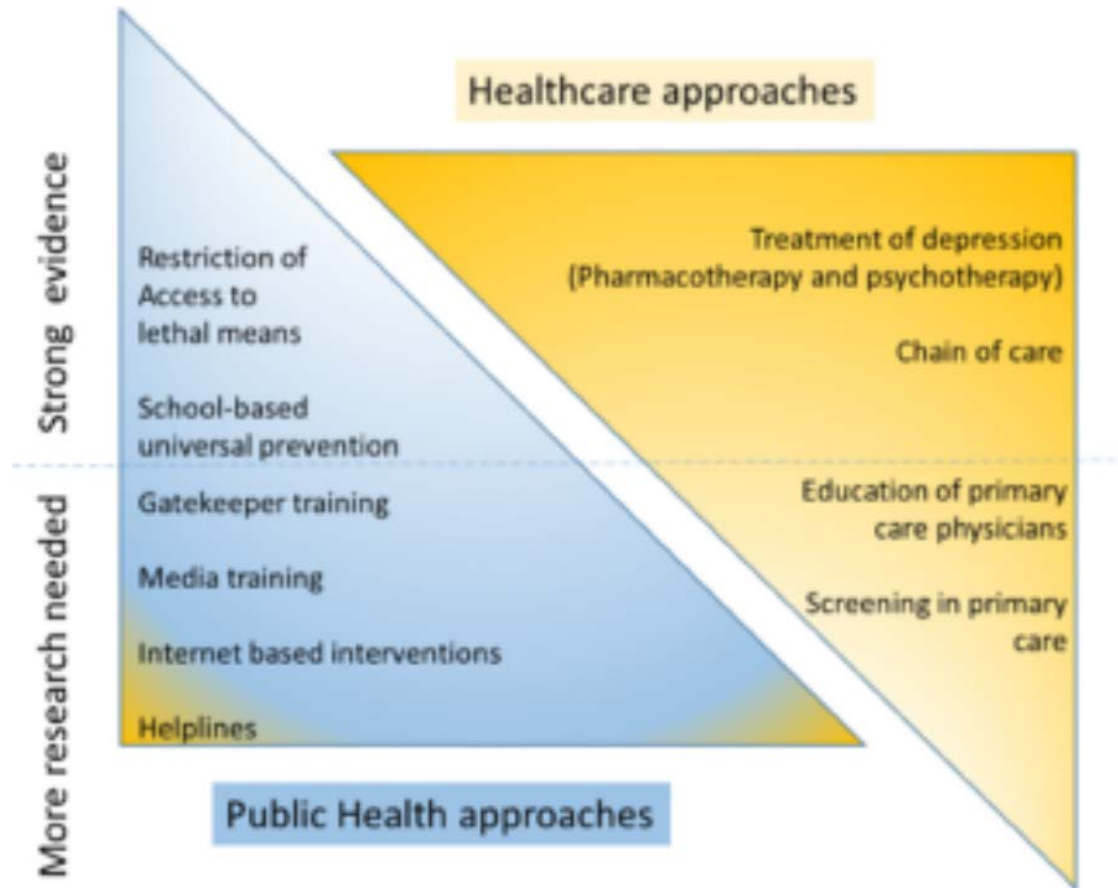 Healthcare approaches
Strong evidence
Restriction of
Access to
lethal means
School-based
universal prevention
Treatment of depression
(Pharmacotherapy and psychotherapy)
Chain of care
More research needed
Gatekeeper training
Media training
Internet based interventions
Helplines
Education of primary
care physicians
Screening in primary
care
Public Health approaches